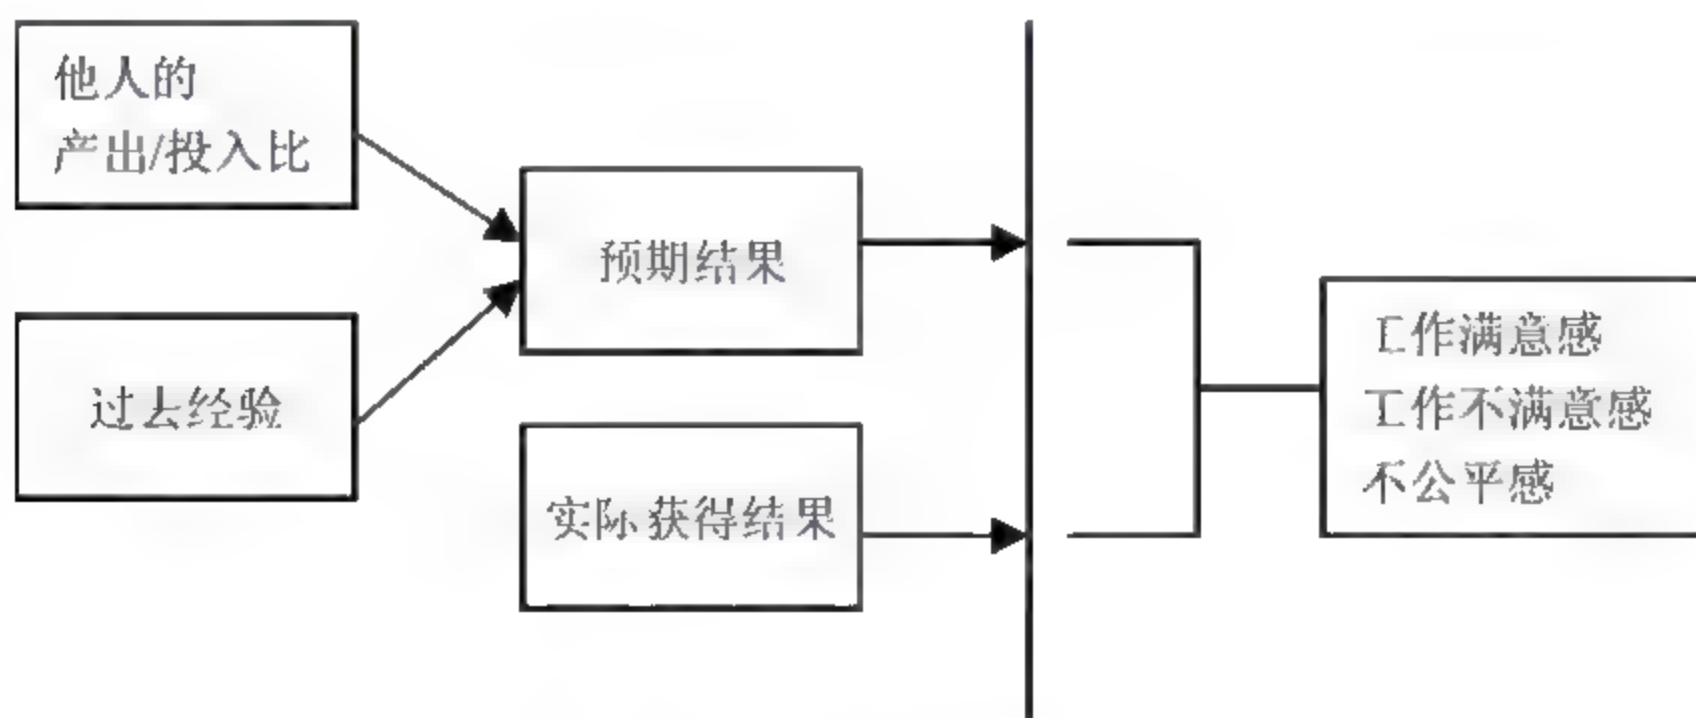 他人的
产出/投入比
过去经验
预期结果
实际获得结果
工作满意感
工作不满意感
不公平感